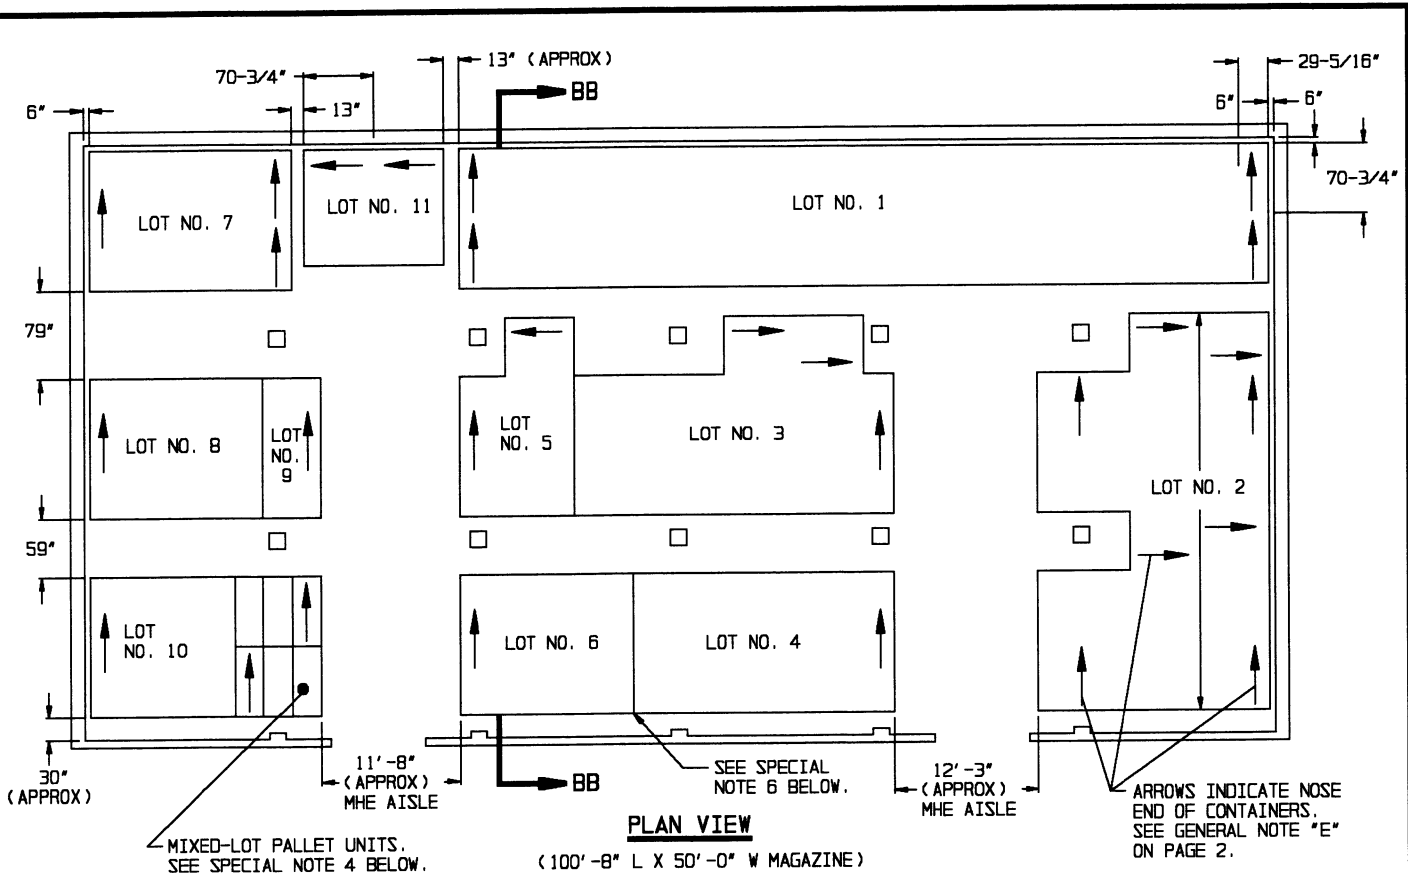 13" (APPROX)
70-3/4"
BB
29-5/16"
6"
13"
6"
6"
70-3/4"
LOT NO. 7
LOT NO. 11
LOT NO. 1
79"
LOT NO. 8
LOT
NO.
9
LOT
NO. 5
LOT NO. 3
LOT NO. 2
59"
LOT
NO. 10
LOT NO. 6
LOT NO. 4
30"
(APPROX)
11'-8"
(APPROX)
MHE AISLE
BB
SEE SPECIAL
NOTE 6 BELOW.
12'-3"
(APPROX)
MHE AISLE
ARROWS INDICATE NOSE
END OF CONTAINERS.
SEE GENERAL NOTE "E"
ON PAGE 2.
MIXED-LOT PALLET UNITS.
SEE SPECIAL NOTE 4 BELOW.
PLAN VIEW
(100'-8" L X 50'-0" W MAGAZINE)